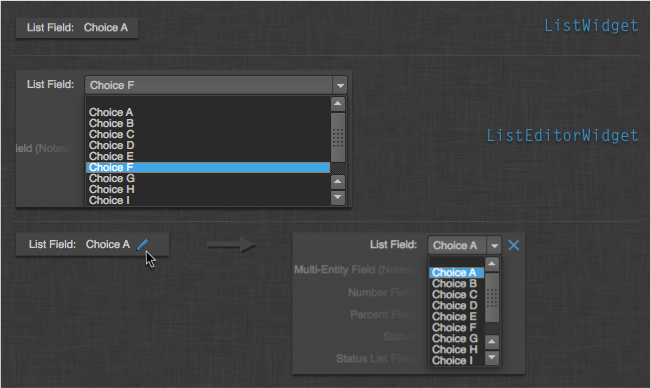 List Field: Choice A
ListWidget
List Field: Choice F
Choice A
Choice B
Choice C
Choice D
ield (Notes)
Choice E
Choice F
Choice G
Choice H
Choice I
ListEditorWidget
List Field: Choice A
List Field: Choice A
Multi-Entity Field (Notes
Choice A
Choice B
Number Field
Choice C
Choice D
Percent Field
Choice E
Choice F
Status
Choice G
Choice H
Status List Field
Choice I